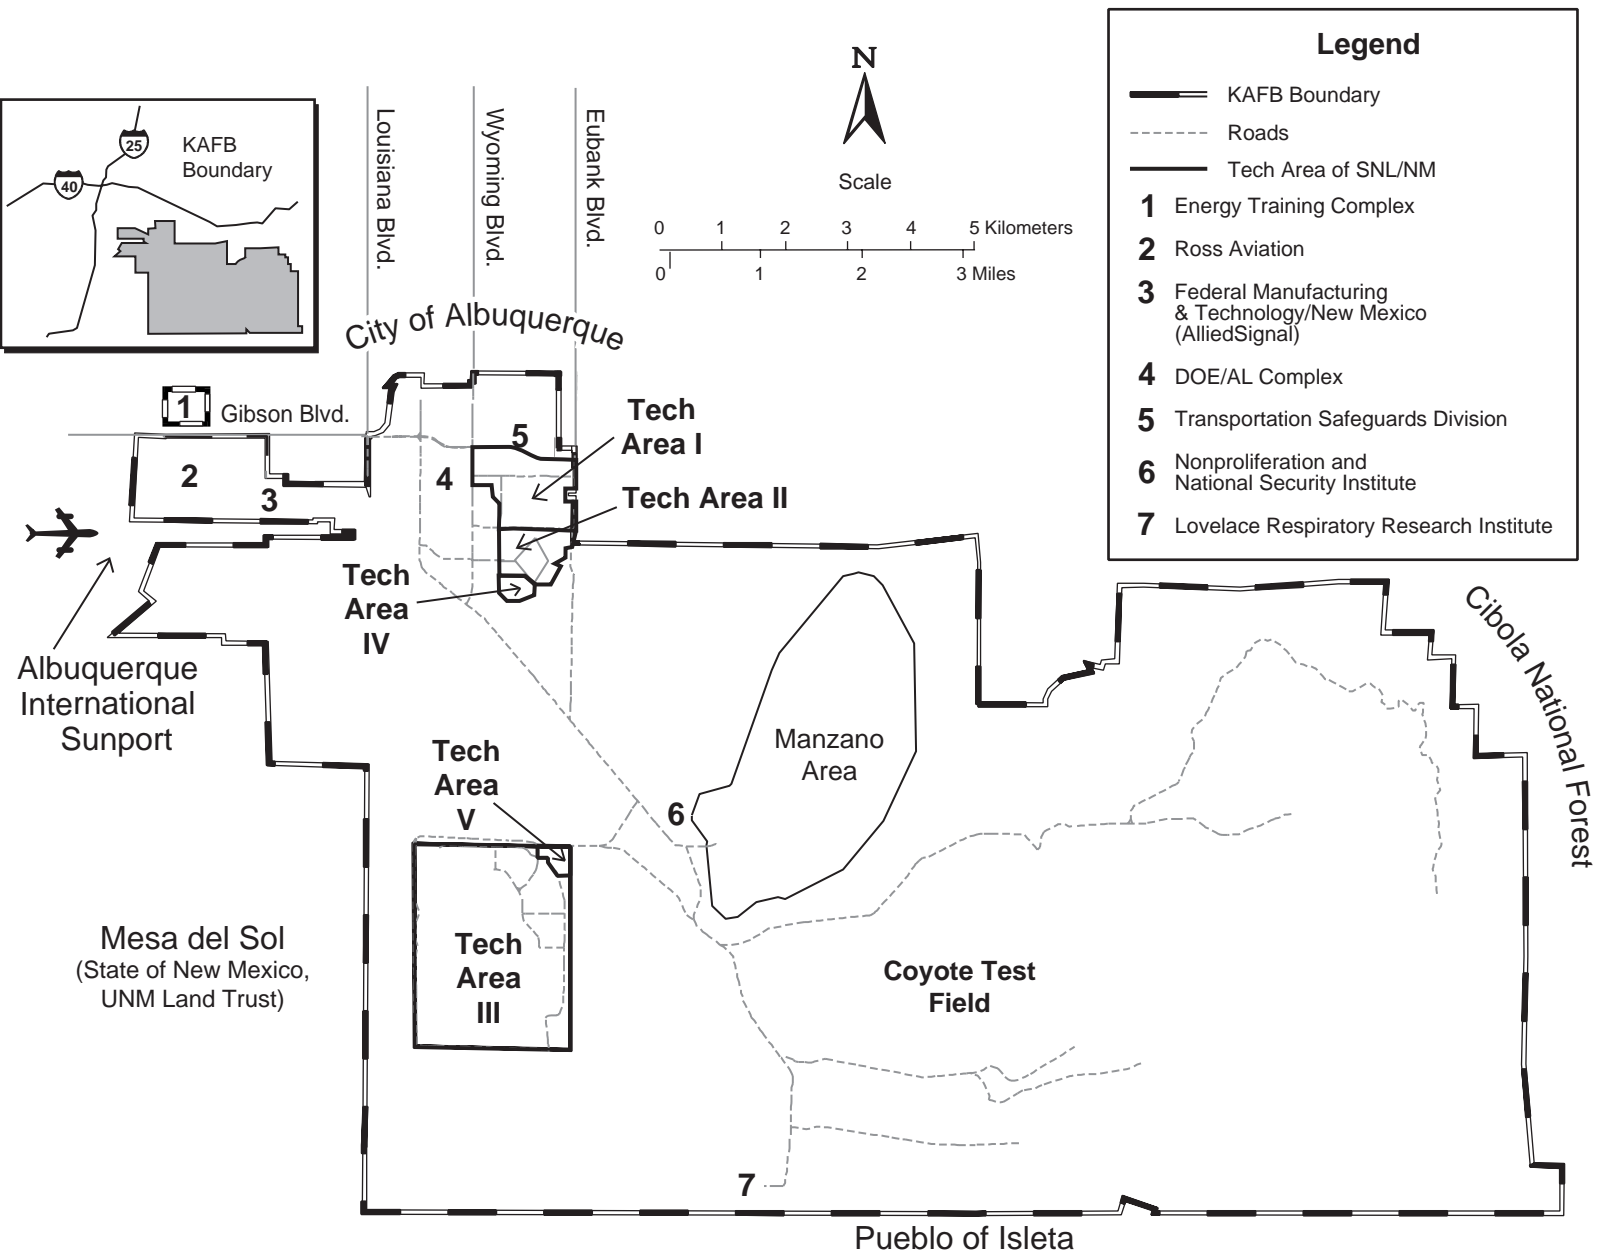 N
Scale
0 1 2 3 4 5 Kilometers
0 1 2 3 Miles
Legend
KAFB Boundary
Roads
Tech Area of SNL/NM
1 Energy Training Complex
2 Ross Aviation
3 Federal Manufacturing
& Technology/New Mexico
(AlliedSignal)
4 DOE/AL Complex
5 Transportation Safeguards Division
6 Nonproliferation and
National Security Institute
7 Lovelace Respiratory Research Institute
25
40
KAFB
Boundary
Louisiana Blvd.
Wyoming Blvd.
Eubank Blvd.
City of Albuquerque
1
Gibson Blvd.
2
3
4
5
Tech
Area I
Tech Area II
Tech
Area
IV
Albuquerque
International
Sunport
Cibola National Forest
Manzano
Area
Tech
Area
V
6
Mesa del Sol
(State of New Mexico,
UNM Land Trust)
Tech
Area
III
Coyote Test
Field
7
Pueblo of Isleta